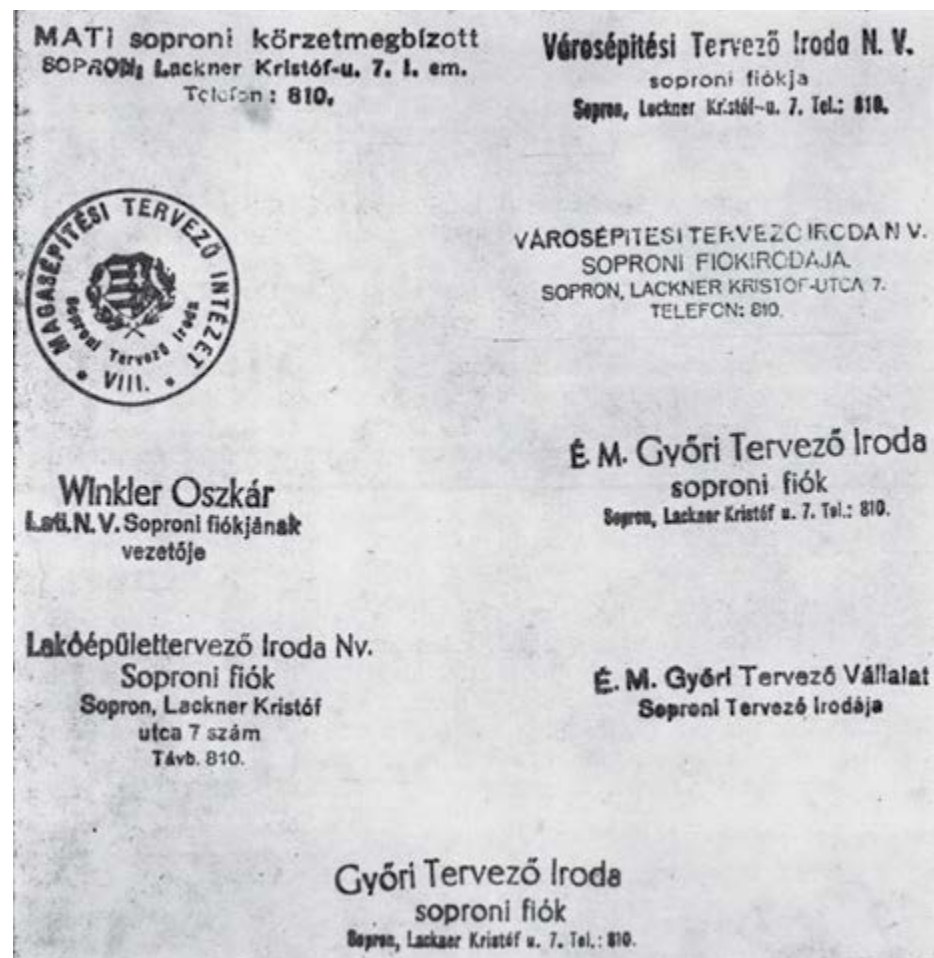 MATI soproni körzetmegbízott
SOPRON, Lackner Kristóf-u. 7. I. em.
Telefon: 810.
Városépitési Tervező Iroda N. V.
soproni fiókja
Sopron, Lackner Kristóf-u. 7. Tel.: 810.
MAGASÉPÍTÉSI TERVEZŐ INTÉZET
Soproni Tervező Iroda
• VIII. •
VÁROSÉPITESI TERVEZŐ IRODA N V.
SOPRONI FIÓKIRODÁJA.
SOPRON, LACKNER KRISTOF-UTCA 7.
TELEFON: 810.
É. M. Győri Tervező Iroda
soproni fiók
Sopron, Lackner Kristóf u. 7. Tel.: 810.
Winkler Oszkár
Lati. N. V. Soproni fiókjának
vezetője
Lakóépülettervező Iroda Nv.
Soproni fiók
Sopron, Lackner Kristóf
utca 7 szám
Távb. 810.
É. M. Győri Tervező Vállalat
Soproni Tervező Irodája
Győri Tervező Iroda
soproni fiók
Sopron, Lackner Kristóf u. 7. Tel.: 810.